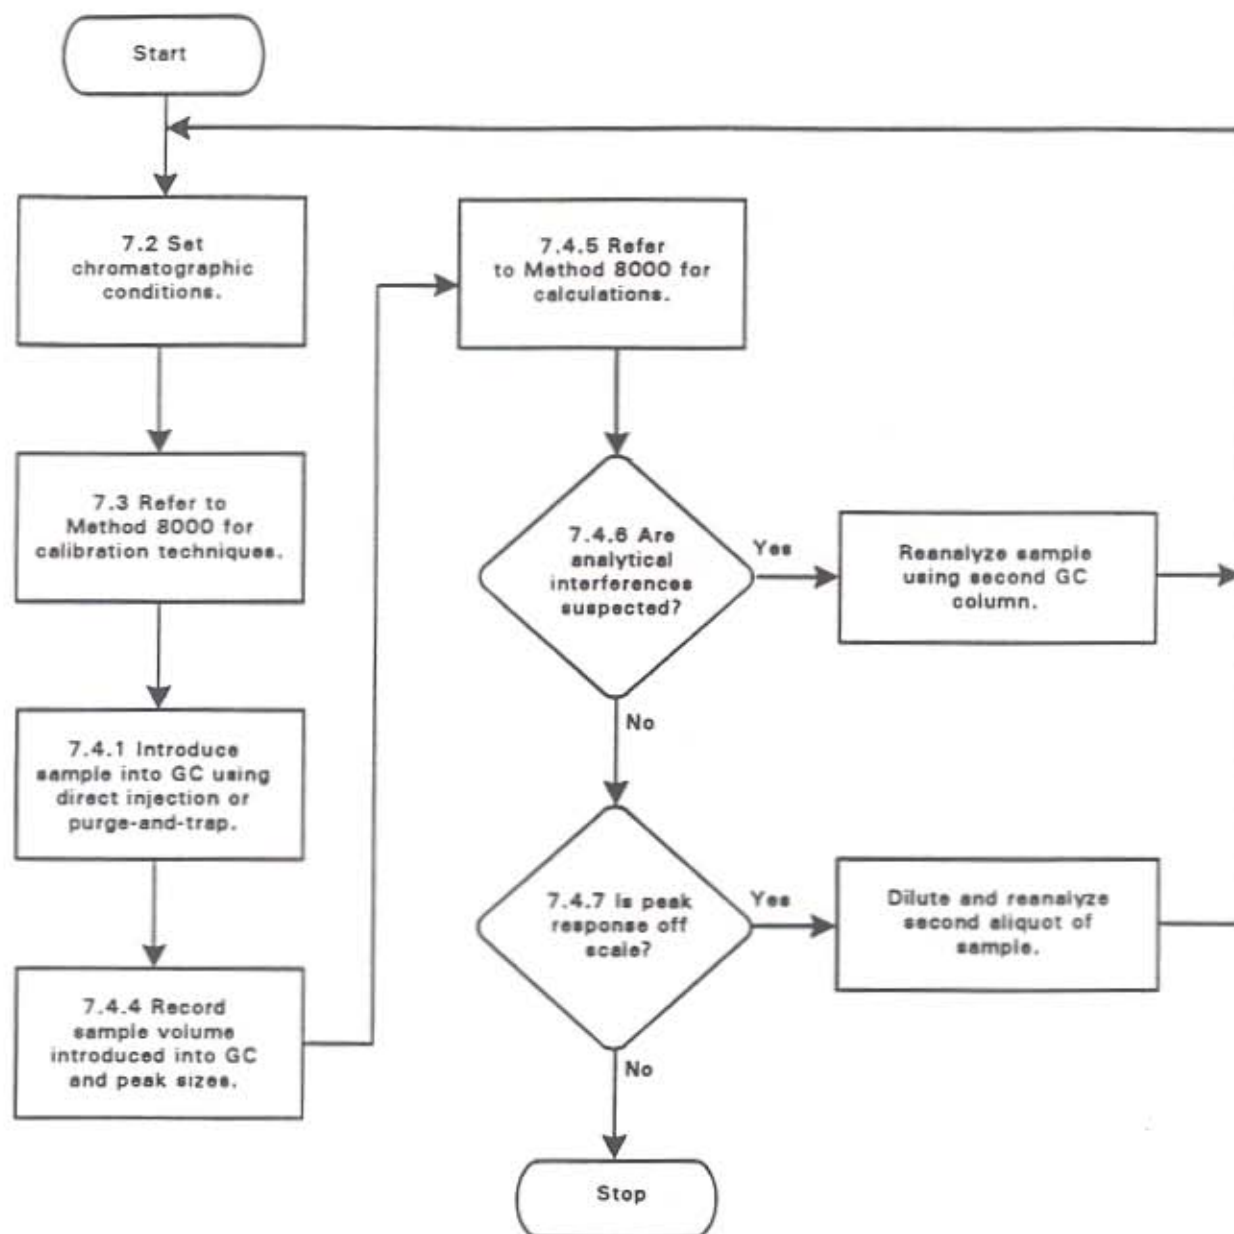 Start
7.2 Set
chromatographic
conditions.
7.3 Refer to
Method 8000 for
calibration techniques.
7.4.1 Introduce
sample into GC using
direct injection or
purge-and-trap.
7.4.4 Record
sample volume
introduced into GC
and peak sizes.
7.4.5 Refer
to Method 8000 for
calculations.
7.4.6 Are
analytical
interferences
suspected?
Yes
Reanalyze sample
using second GC
column.
No
7.4.7 Is peak
response off
scale?
Yes
Dilute and reanalyze
second aliquot of
sample.
No
Stop